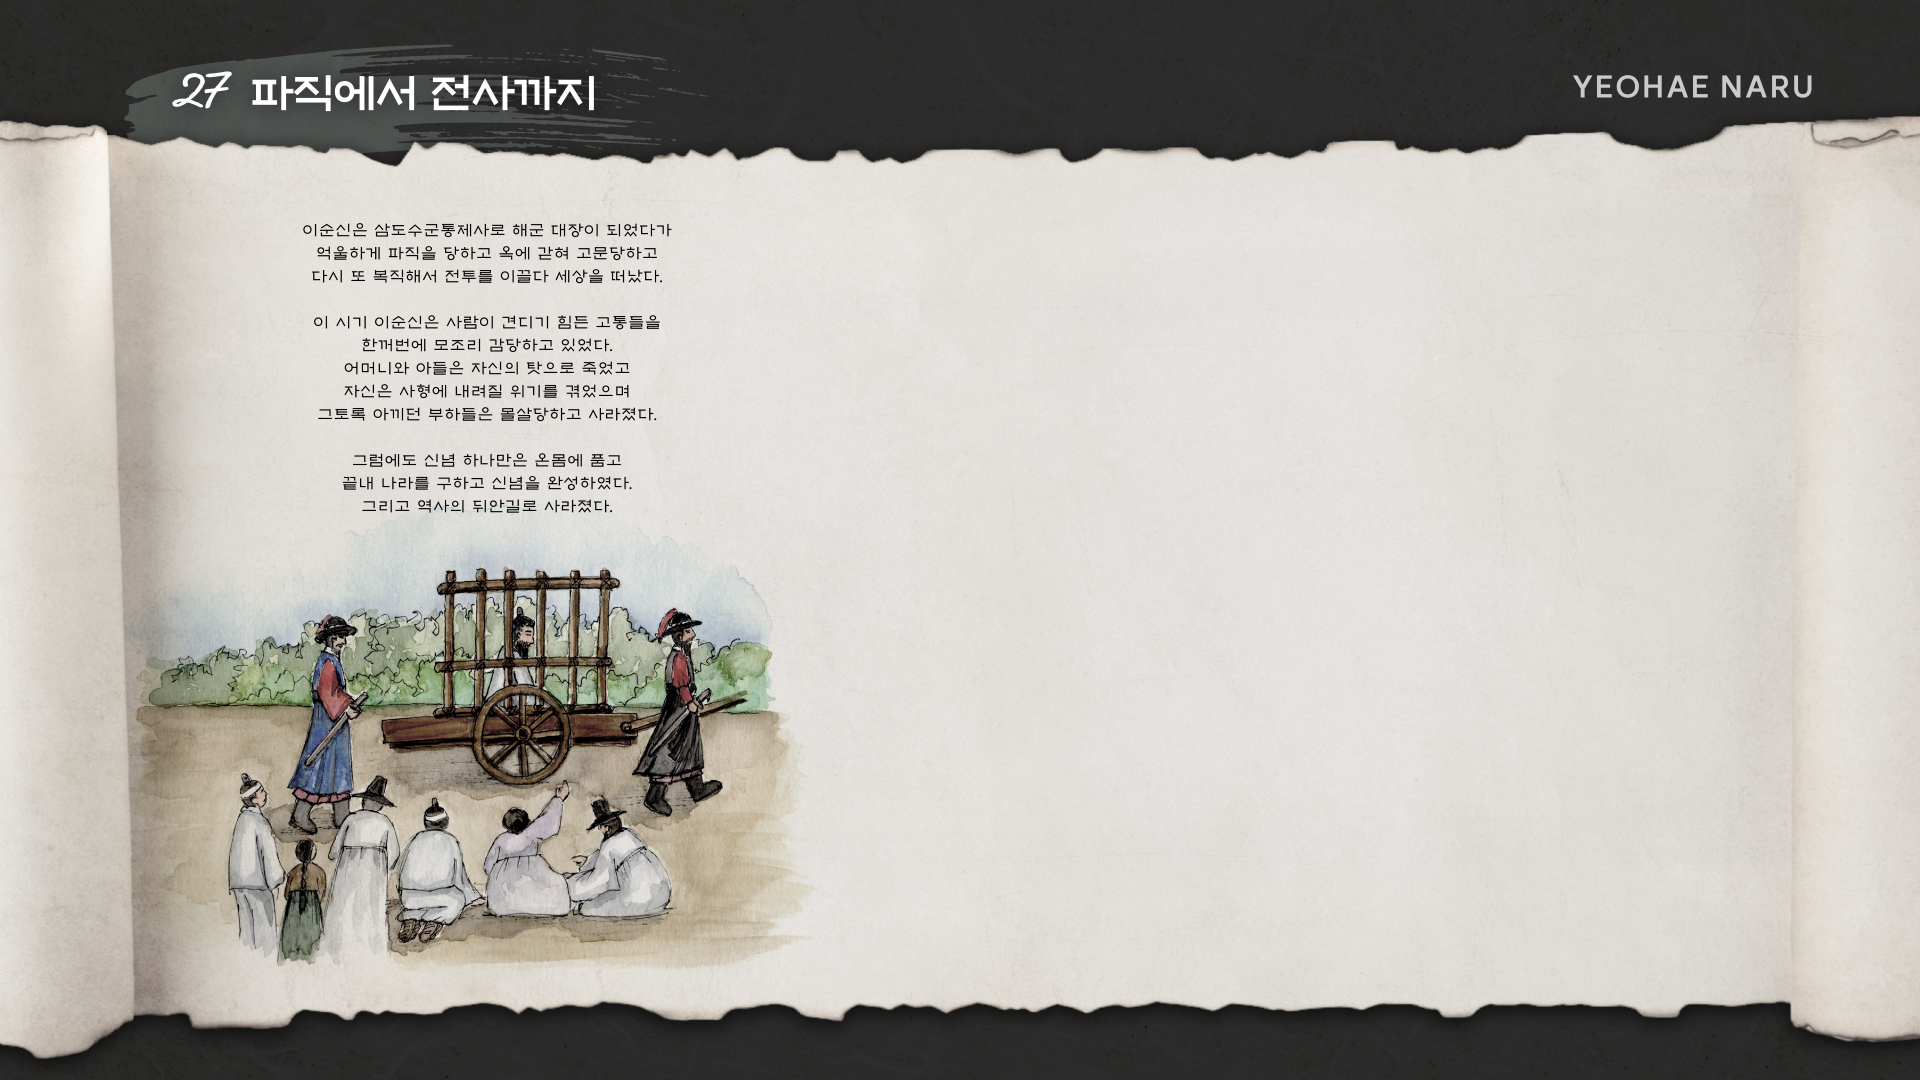 27 파직에서 전사까지
YEOHAE NARU
이순신은 삼도수군통제사로 해군 대장이 되었다가
억울하게 파직을 당하고 옥에 갇혀 고문당하고
다시 또 복직해서 전투를 이끌다 세상을 떠났다.
이 시기 이순신은 사람이 견디기 힘든 고통들을
한꺼번에 모조리 감당하고 있었다.
어머니와 아들은 자신의 탓으로 죽었고
자신은 사형에 내려질 위기를 겪었으며
그토록 아끼던 부하들은 몰살당하고 사라졌다.
그럼에도 신념 하나만은 온몸에 품고
끝내 나라를 구하고 신념을 완성하였다.
그리고 역사의 뒤안길로 사라졌다.